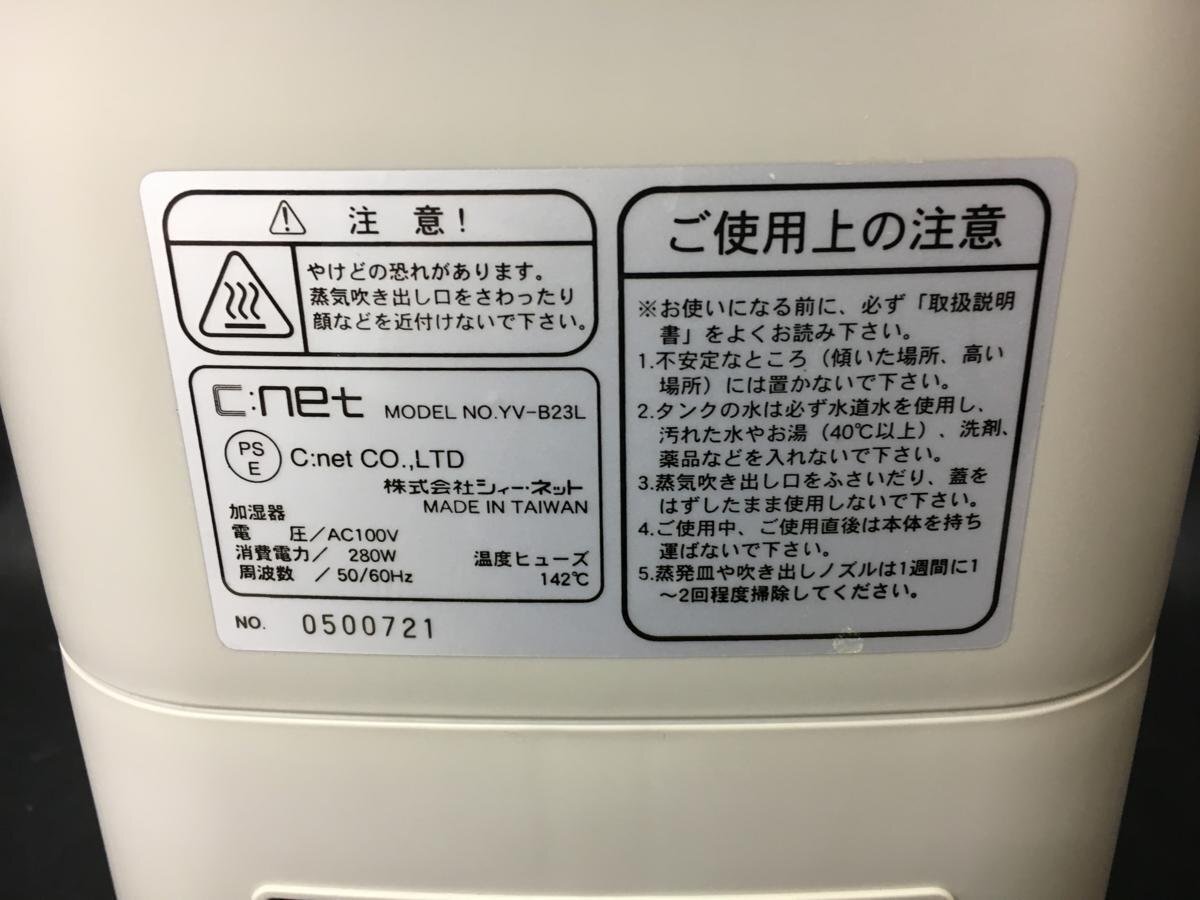 注 意!
やけどの恐れがあります。
蒸気吹き出し口をさわったり
顔などを近付けないで下さい。
C:net MODEL NO.YV-B23L
PS
E
C:net CO.,LTD
株式会社シィー・ネット
MADE IN TAIWAN
加湿器
電 圧/AC100V
消費電力/ 280W
周波数 / 50/60Hz
温度ヒューズ
142℃
NO. 0500721
ご使用上の注意
※お使いになる前に、必ず「取扱説明
書」をよくお読み下さい。
1.不安定なところ(傾いた場所、高い
場所)には置かないで下さい。
2.タンクの水は必ず水道水を使用し、
汚れた水やお湯(40℃以上)、洗剤、
薬品などを入れないで下さい。
3.蒸気吹き出し口をふさいだり、蓋を
はずしたまま使用しないで下さい。
4.ご使用中、ご使用直後は本体を持ち
運ばないで下さい。
5.蒸発皿や吹き出しノズルは1週間に1
~2回程度掃除してください。